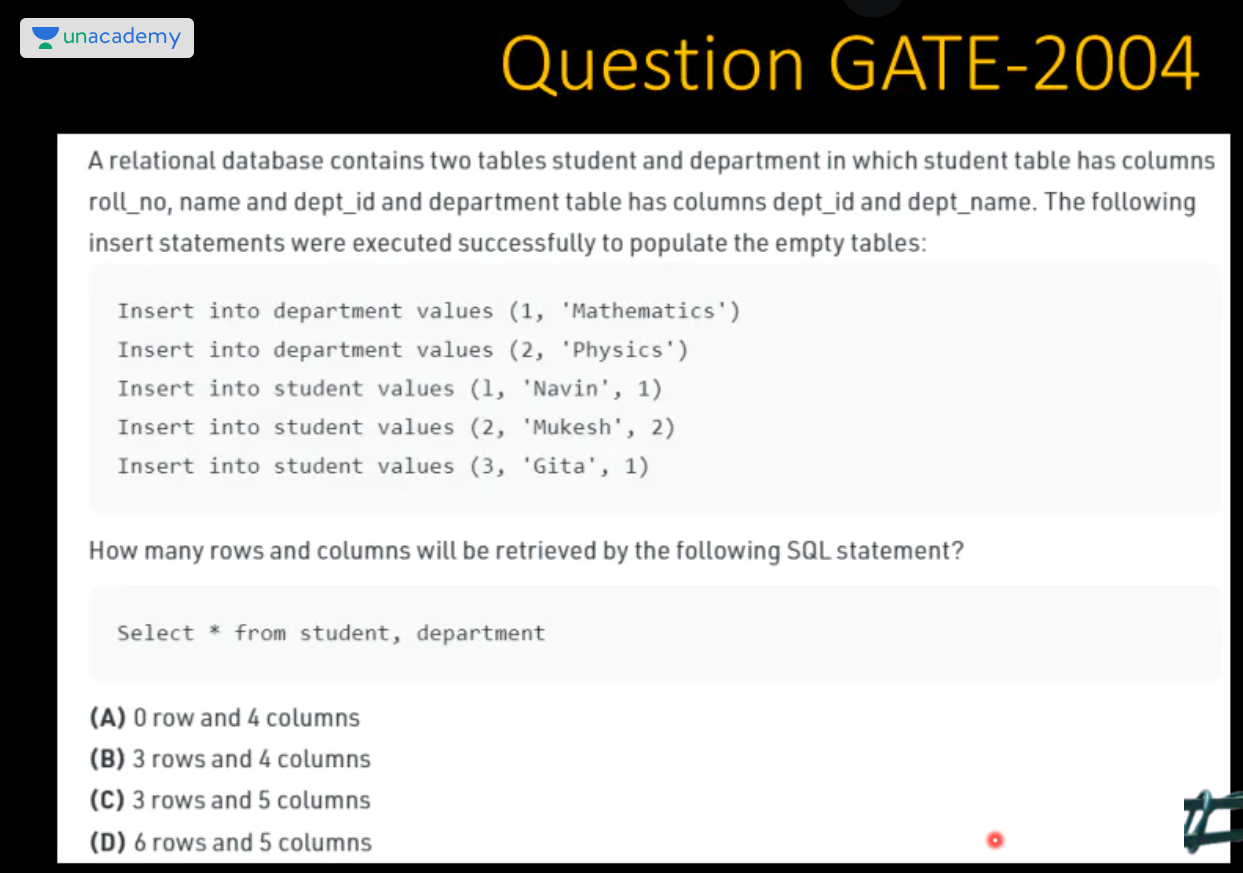 unacademy
Question GATE-2004
A relational database contains two tables student and department in which student table has columns
roll_no, name and dept_id and department table has columns dept_id and dept_name. The following
insert statements were executed successfully to populate the empty tables:
Insert into department values (1, 'Mathematics')
Insert into department values (2, 'Physics')
Insert into student values (l, 'Navin', 1)
Insert into student values (2, 'Mukesh', 2)
Insert into student values (3, 'Gita', 1)
How many rows and columns will be retrieved by the following SQL statement?
Select * from student, department
(A) 0 row and 4 columns
(B) 3 rows and 4 columns
(C) 3 rows and 5 columns
(D) 6 rows and 5 columns